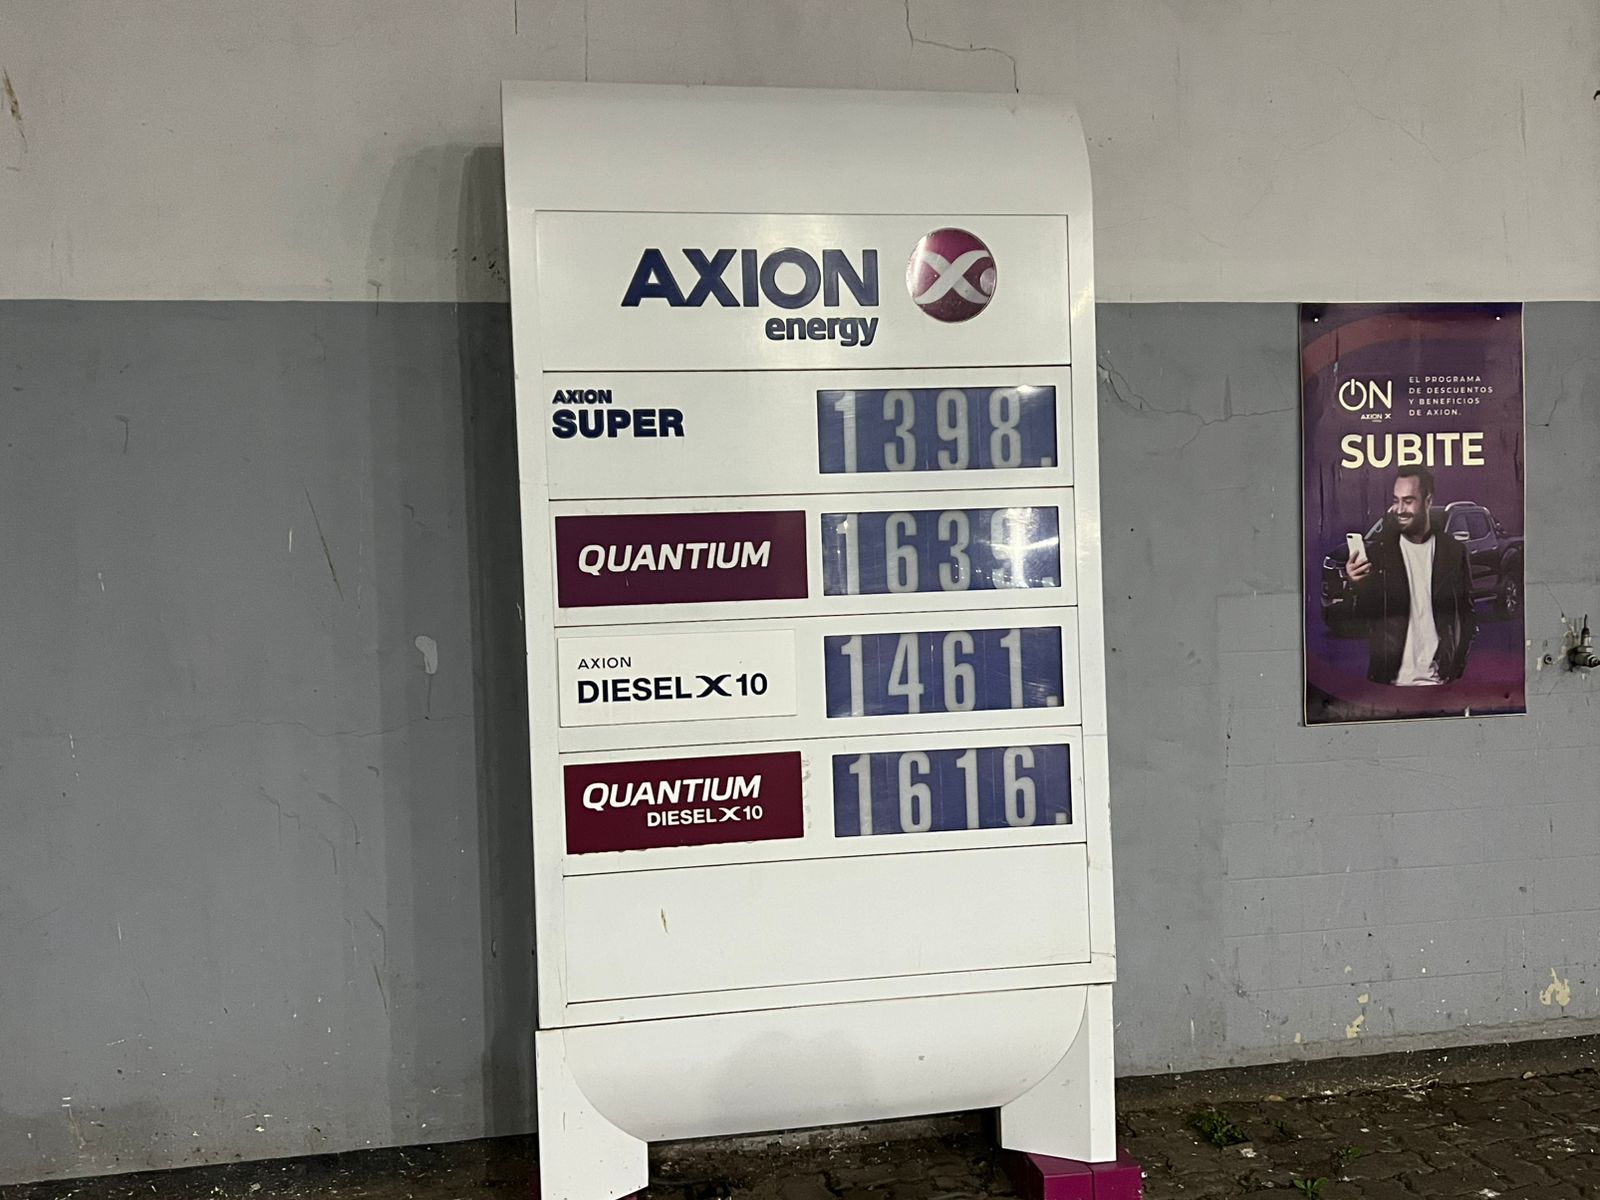 AXION
energy
AXION
SUPER
1398.
QUANTIUM
1639.
AXION
DIESEL X10
1461.
QUANTIUM
DIESEL X10
1616.
ON
AXION X
EL PROGRAMA
DE DESCUENTOS
Y BENEFICIOS
DE AXION.
SUBITE